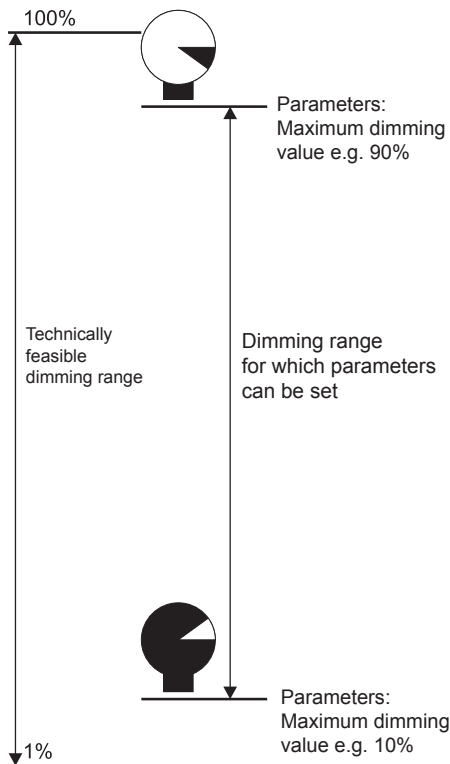 100%
Parameters:
Maximum dimming
value e.g. 90%
Technically
feasible
dimming range
Dimming range
for which parameters
can be set
Parameters:
Maximum dimming
value e.g. 10%
1%